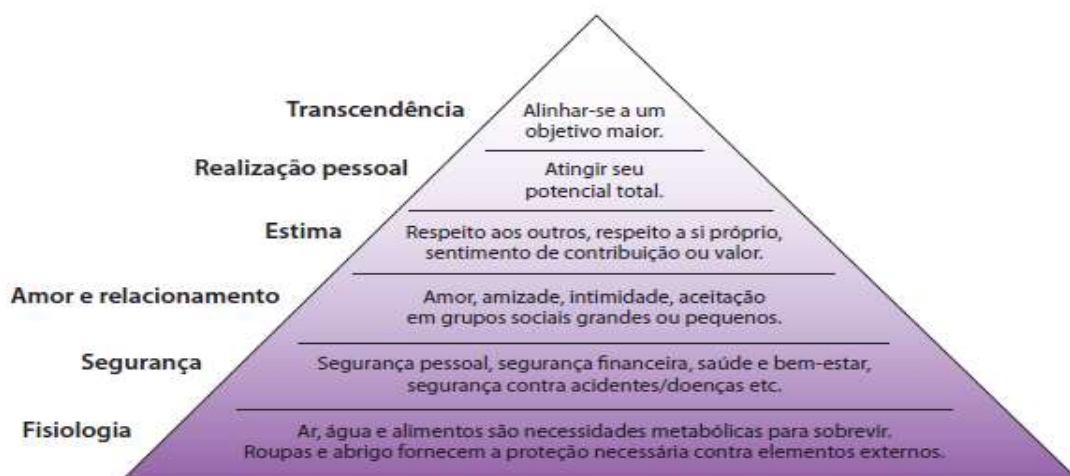 Transcendência
Alinhar-se a um
objetivo maior.
Realização pessoal
Atingir seu
potencial total.
Estima
Respeito aos outros, respeito a si próprio,
sentimento de contribuição ou valor.
Amor e relacionamento
Amor, amizade, intimidade, aceitação
em grupos sociais grandes ou pequenos.
Segurança
Segurança pessoal, segurança financeira, saúde e bem-estar,
segurança contra acidentes/doenças etc.
Fisiologia
Ar, água e alimentos são necessidades metabólicas para sobrevir.
Roupas e abrigo fornecem a proteção necessária contra elementos externos.